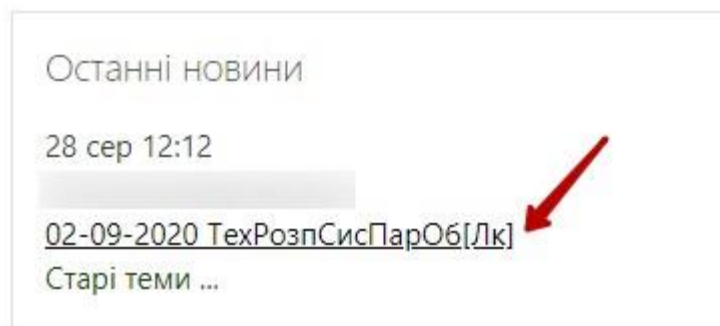 Останні новини
28 сер 12:12
02-09-2020 ТехРозпСисПарОб[Лк]
Старі теми ...